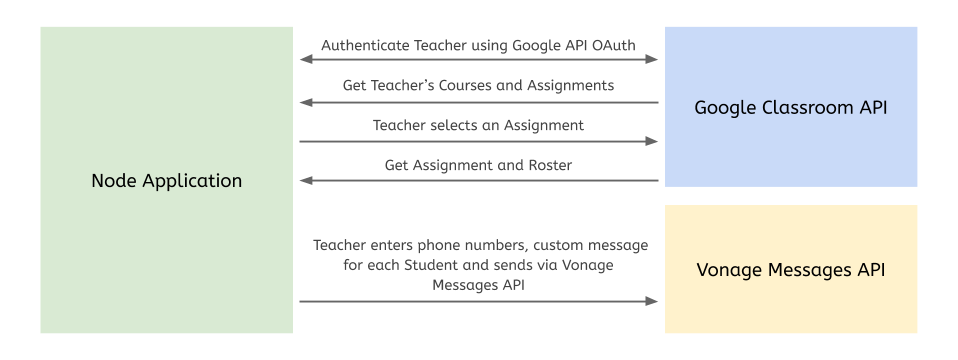 Authenticate Teacher using Google API OAuth
Get Teacher's Courses and Assignments
Google Classroom API
Teacher selects an Assignment
Get Assignment and Roster
Node Application
Teacher enters phone numbers, custom message
for each Student and sends via Vonage
Messages API
Vonage Messages API